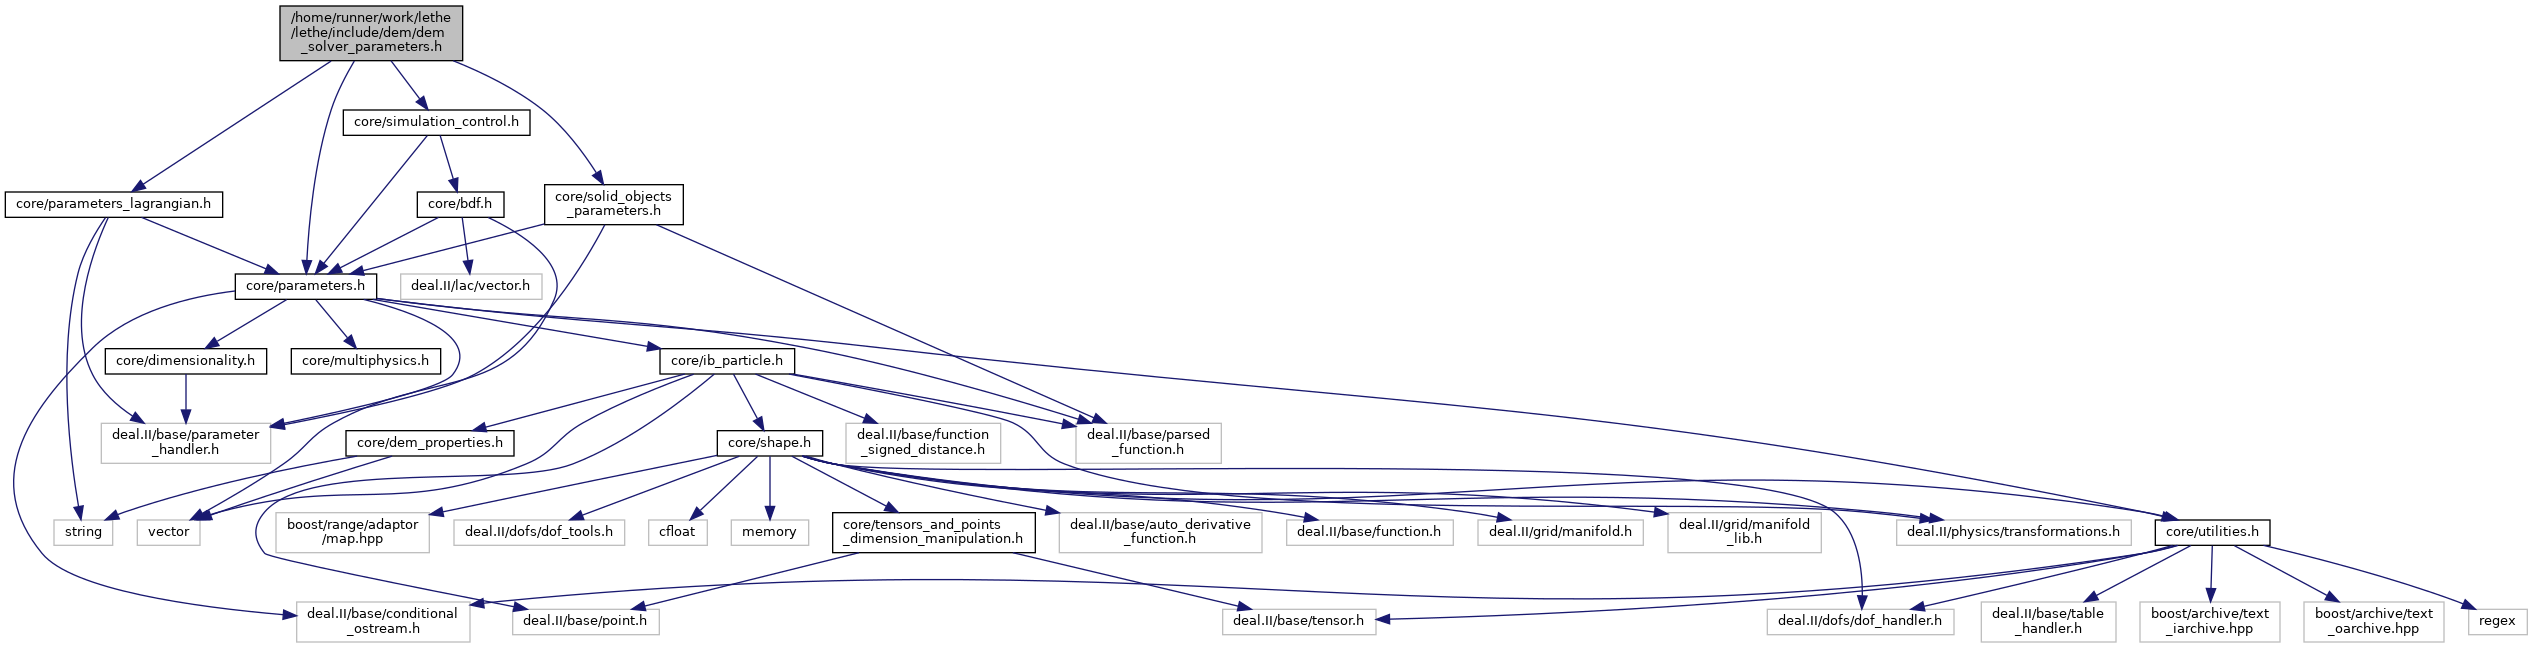 /home/runner/work/lethe
/lethe/include/dem/dem
_solver_parameters.h
core/simulation_control.h
core/parameters_lagrangian.h
core/bdf.h
core/solid_objects
_parameters.h
core/parameters.h
deal.II/lac/vector.h
core/dimensionality.h
core/multiphysics.h
core/ib_particle.h
deal.II/base/parameter
_handler.h
core/dem_properties.h
core/shape.h
deal.II/base/function
_signed_distance.h
deal.II/base/parsed
_function.h
string
vector
boost/range/adaptor
/map.hpp
deal.II/dofs/dof_tools.h
cfloat
memory
core/tensors_and_points
_dimension_manipulation.h
deal.II/base/auto_derivative
_function.h
deal.II/base/function.h
deal.II/grid/manifold.h
deal.II/grid/manifold
_lib.h
deal.II/physics/transformations.h
core/utilities.h
deal.II/base/conditional
_ostream.h
deal.II/base/point.h
deal.II/base/tensor.h
deal.II/dofs/dof_handler.h
deal.II/base/table
_handler.h
boost/archive/text
_iarchive.hpp
boost/archive/text
_oarchive.hpp
regex